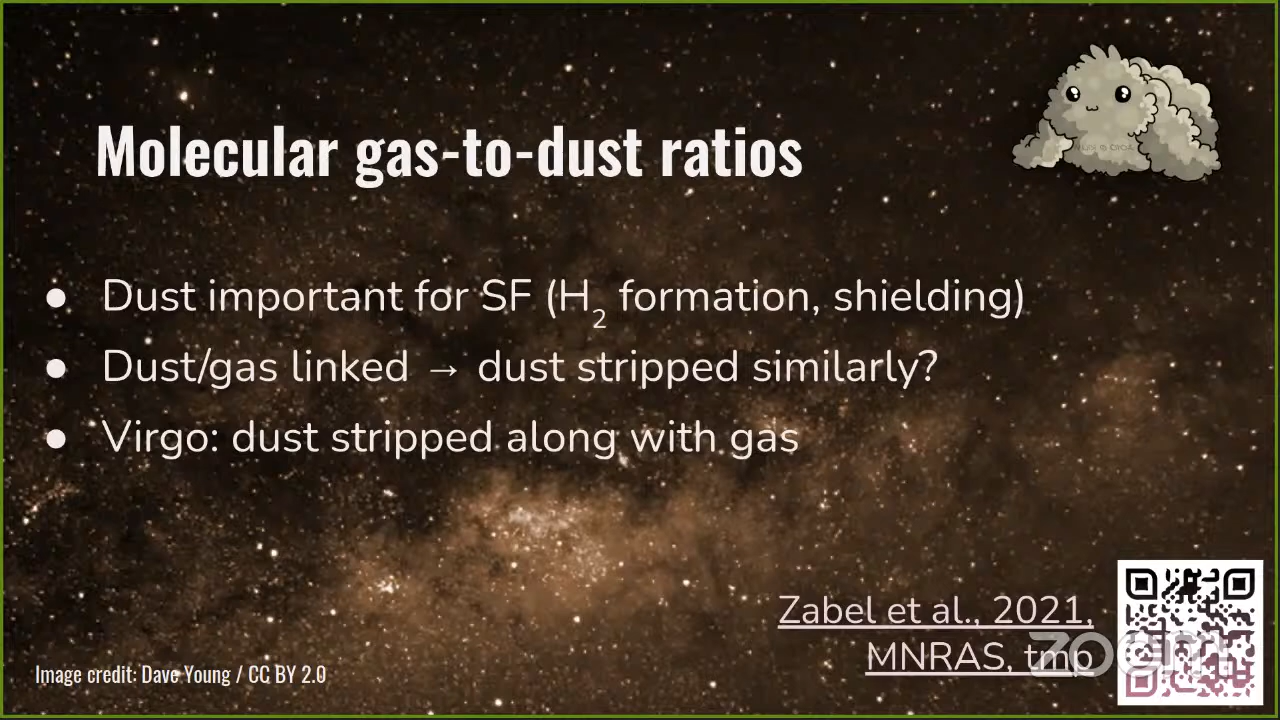 Molecular gas-to-dust ratios
● Dust important for SF (H₂ formation, shielding)
● Dust/gas linked → dust stripped similarly?
● Virgo: dust stripped along with gas
Zabel et al., 2021,
MNRAS, tmp
zoom
Image credit: Dave Young / CC BY 2.0